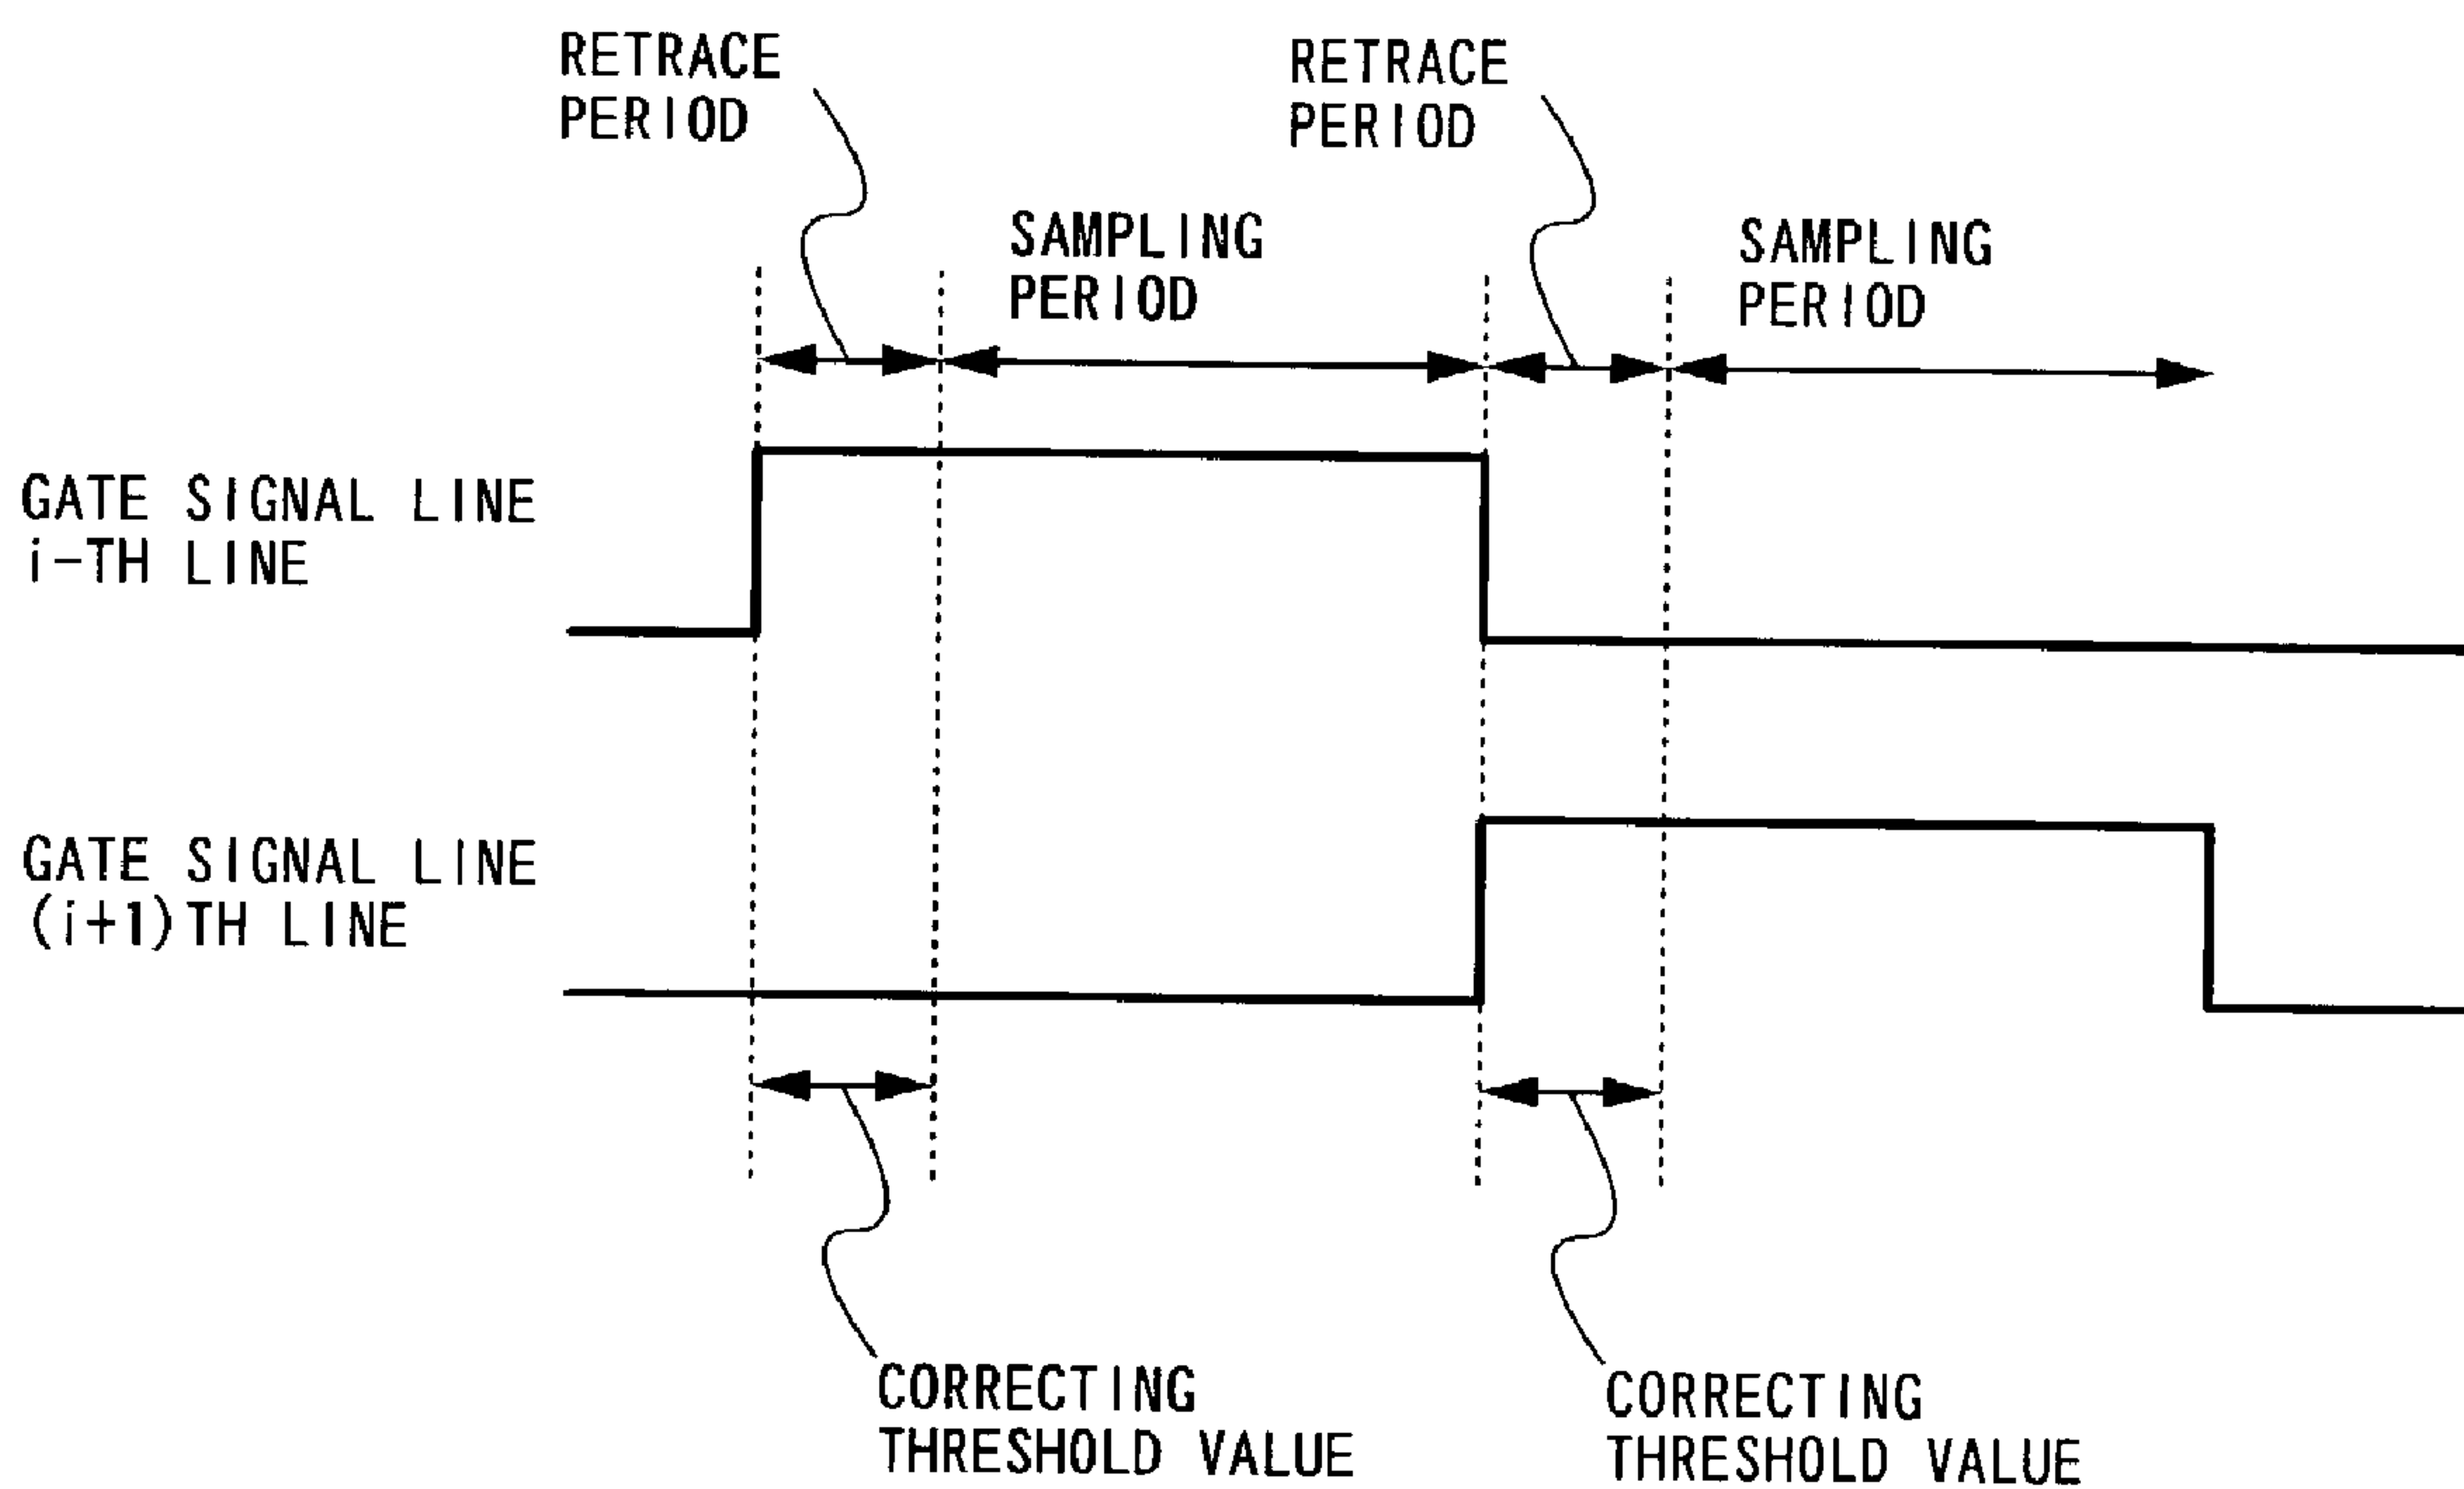 RETRACE
PERIOD
RETRACE
PERIOD
SAMPLING
PERIOD
SAMPLING
PERIOD
GATE SIGNAL LINE
i-TH LINE
GATE SIGNAL LINE
(i+1)TH LINE
CORRECTING
THRESHOLD VALUE
CORRECTING
THRESHOLD VALUE